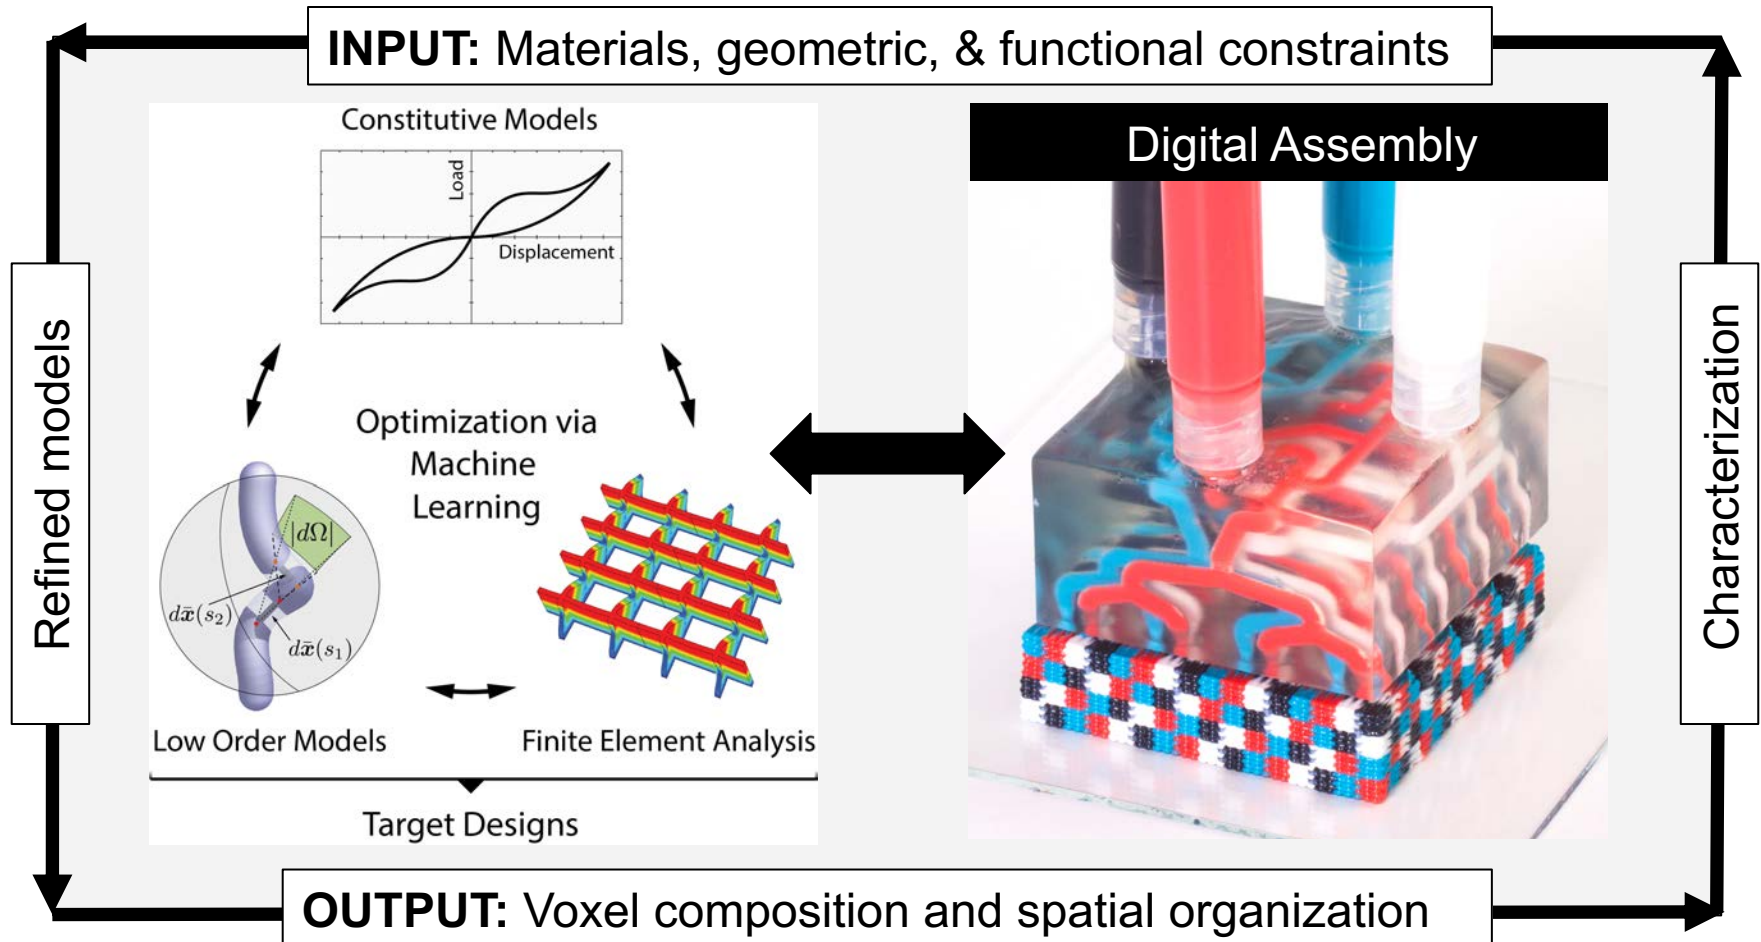 INPUT: Materials, geometric, & functional constraints
Refined models
Constitutive Models
Load
Displacement
Optimization via
Machine
Learning
|dΩ|
dx̄(s₂)
dx̄(s₁)
Low Order Models
Finite Element Analysis
Target Designs
Digital Assembly
Characterization
OUTPUT: Voxel composition and spatial organization